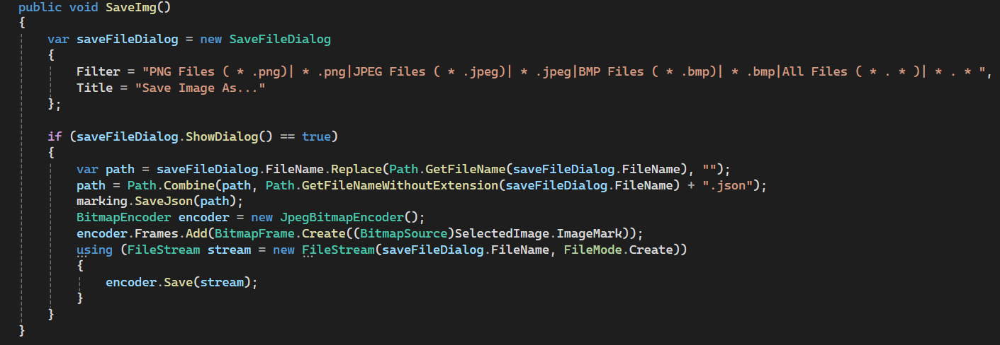 public void SaveImg()
{
var saveFileDialog = new SaveFileDialog
{
Filter = "PNG Files ( * .png)| * .png|JPEG Files ( * .jpeg)| * .jpeg|BMP Files ( * .bmp)| * .bmp|All Files ( * . * )| * . * ",
Title = "Save Image As..."
};
if (saveFileDialog.ShowDialog() == true)
{
var path = saveFileDialog.FileName.Replace(Path.GetFileName(saveFileDialog.FileName), "");
path = Path.Combine(path, Path.GetFileNameWithoutExtension(saveFileDialog.FileName) + ".json");
marking.SaveJson(path);
BitmapEncoder encoder = new JpegBitmapEncoder();
encoder.Frames.Add(BitmapFrame.Create((BitmapSource)SelectedImage.ImageMark));
using (FileStream stream = new FileStream(saveFileDialog.FileName, FileMode.Create))
{
encoder.Save(stream);
}
}
}